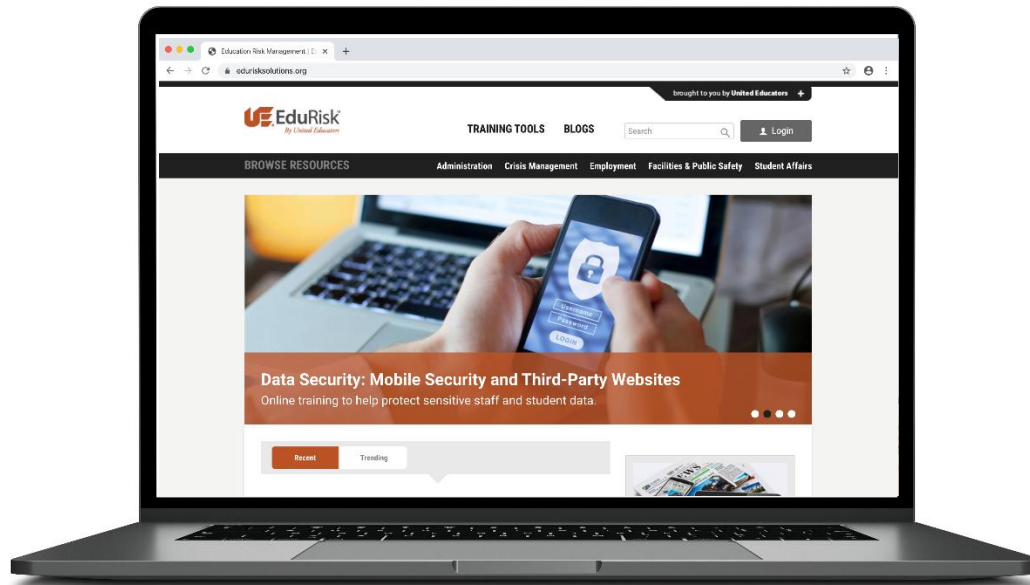 Education Risk Management | E
edurisksolutions.org
brought to you by United Educators +
UE EduRisk
By United Educators
TRAINING TOOLS BLOGS Search Login
BROWSE RESOURCES Administration Crisis Management Employment Facilities & Public Safety Student Affairs
Username
Password
LOGIN
Data Security: Mobile Security and Third-Party Websites
Online training to help protect sensitive staff and student data.
Recent Trending
NEWS